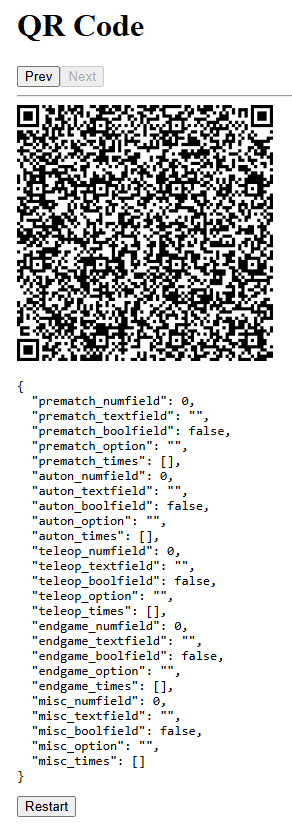 QR Code
Prev Next
{
  "prematch_numfield": 0,
  "prematch_textfield": "",
  "prematch_boolfield": false,
  "prematch_option": "",
  "prematch_times": [],
  "auton_numfield": 0,
  "auton_textfield": "",
  "auton_boolfield": false,
  "auton_option": "",
  "auton_times": [],
  "teleop_numfield": 0,
  "teleop_textfield": "",
  "teleop_boolfield": false,
  "teleop_option": "",
  "teleop_times": [],
  "endgame_numfield": 0,
  "endgame_textfield": "",
  "endgame_boolfield": false,
  "endgame_option": "",
  "endgame_times": [],
  "misc_numfield": 0,
  "misc_textfield": "",
  "misc_boolfield": false,
  "misc_option": "",
  "misc_times": []
}
Restart